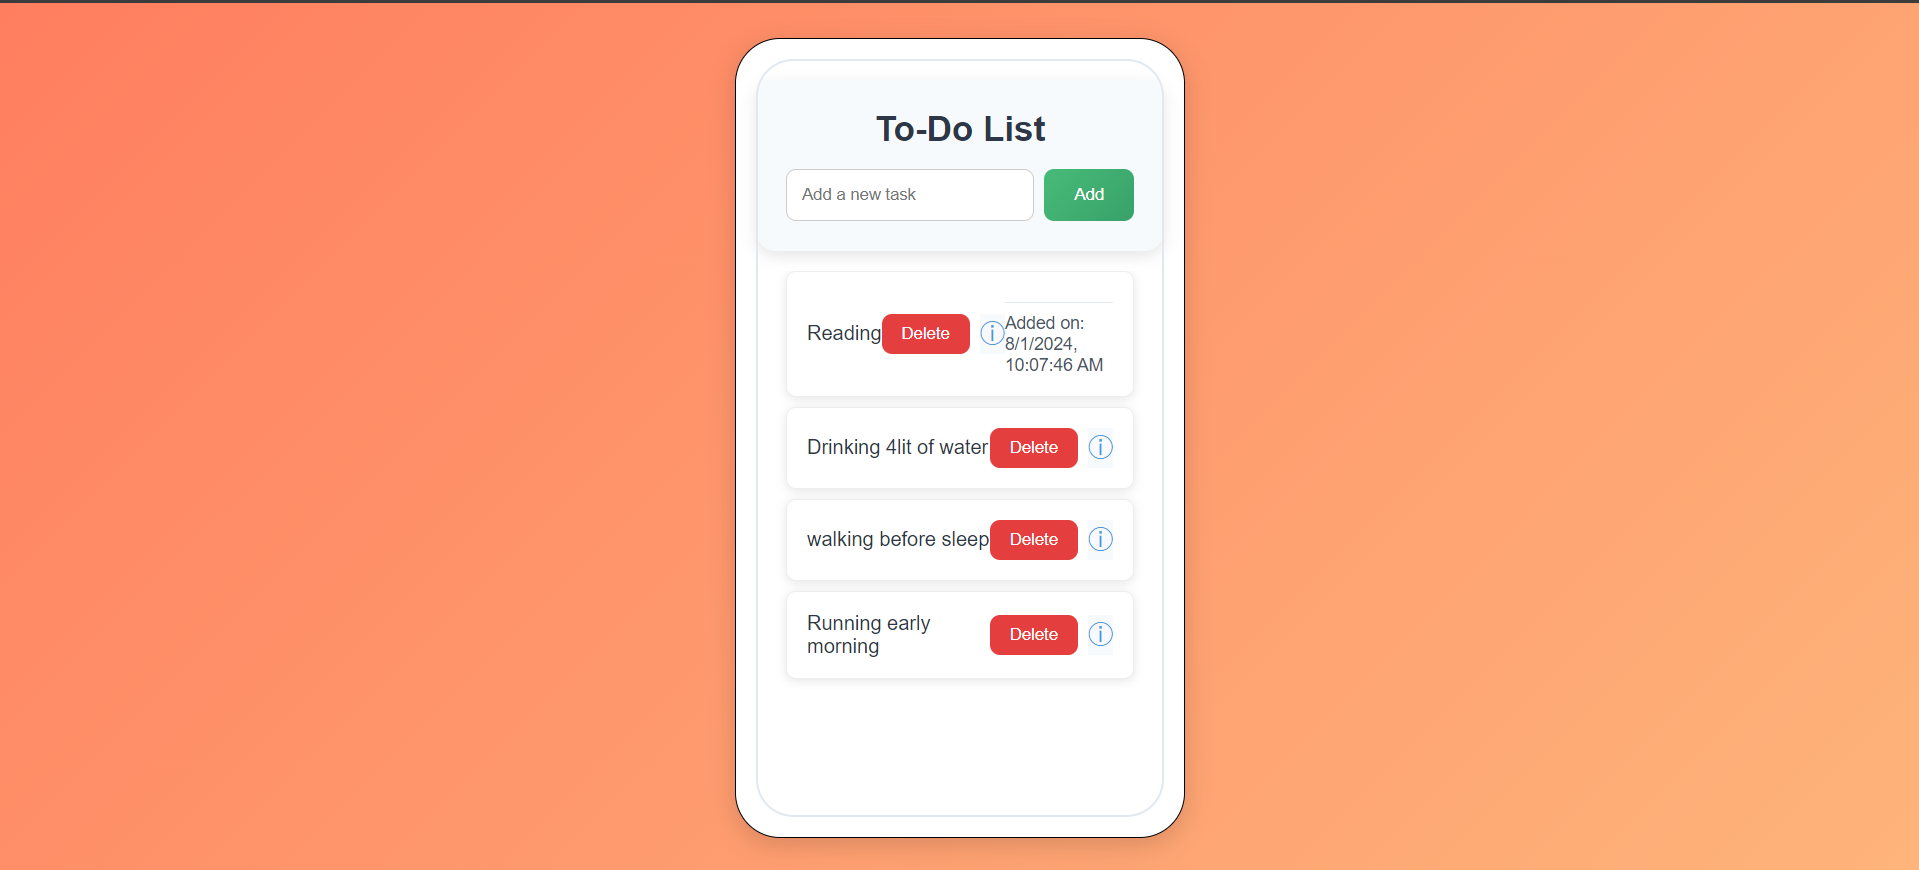 To-Do List
Add a new task
Add
Reading
Delete
ⓘ
Added on:
8/1/2024,
10:07:46 AM
Drinking 4lit of water
Delete
ⓘ
walking before sleep
Delete
ⓘ
Running early
morning
Delete
ⓘ